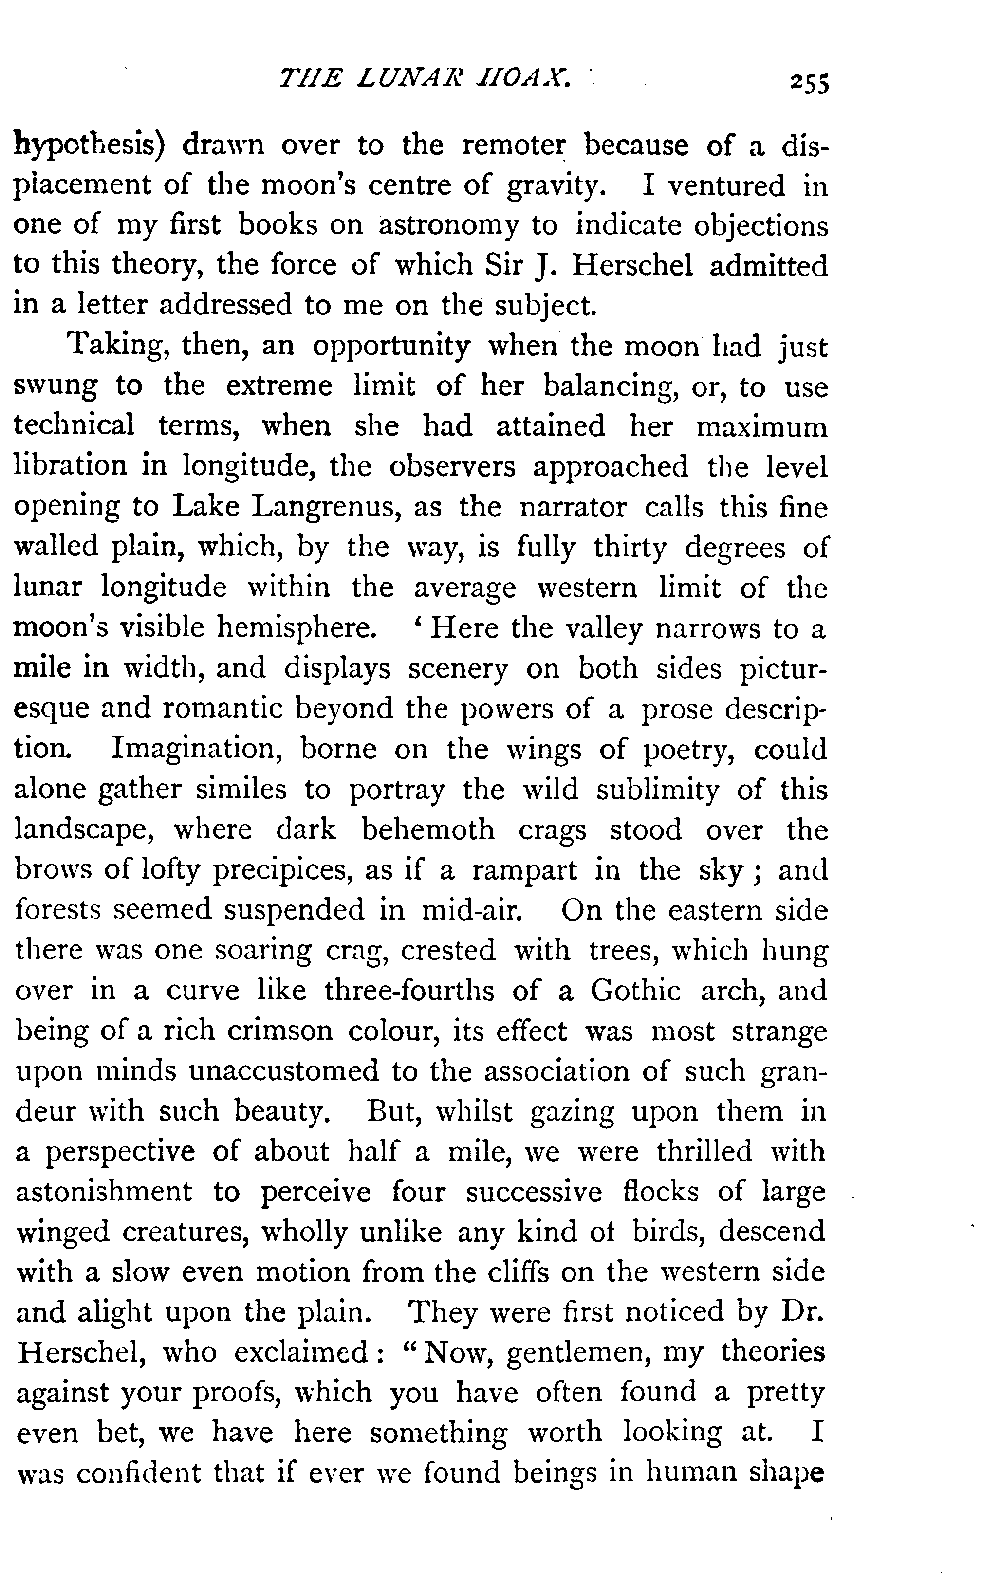 THE LUNAR HOAX. 255
hypothesis) drawn over to the remoter because of a dis-
placement of the moon's centre of gravity. I ventured in
one of my first books on astronomy to indicate objections
to this theory, the force of which Sir J. Herschel admitted
in a letter addressed to me on the subject.
Taking, then, an opportunity when the moon had just
swung to the extreme limit of her balancing, or, to use
technical terms, when she had attained her maximum
libration in longitude, the observers approached the level
opening to Lake Langrenus, as the narrator calls this fine
walled plain, which, by the way, is fully thirty degrees of
lunar longitude within the average western limit of the
moon's visible hemisphere. ‘ Here the valley narrows to a
mile in width, and displays scenery on both sides pictur-
esque and romantic beyond the powers of a prose descrip-
tion. Imagination, borne on the wings of poetry, could
alone gather similes to portray the wild sublimity of this
landscape, where dark behemoth crags stood over the
brows of lofty precipices, as if a rampart in the sky ; and
forests seemed suspended in mid-air. On the eastern side
there was one soaring crag, crested with trees, which hung
over in a curve like three-fourths of a Gothic arch, and
being of a rich crimson colour, its effect was most strange
upon minds unaccustomed to the association of such gran-
deur with such beauty. But, whilst gazing upon them in
a perspective of about half a mile, we were thrilled with
astonishment to perceive four successive flocks of large
winged creatures, wholly unlike any kind of birds, descend
with a slow even motion from the cliffs on the western side
and alight upon the plain. They were first noticed by Dr.
Herschel, who exclaimed : “ Now, gentlemen, my theories
against your proofs, which you have often found a pretty
even bet, we have here something worth looking at. I
was confident that if ever we found beings in human shape